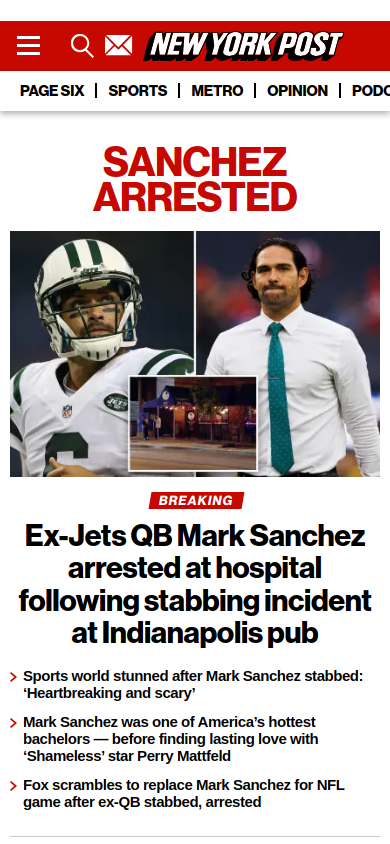 NEW YORK POST
PAGE SIX | SPORTS | METRO | OPINION | PODC
SANCHEZ
ARRESTED
JETS
JETS
NFL
6
BREAKING
Ex-Jets QB Mark Sanchez
arrested at hospital
following stabbing incident
at Indianapolis pub
Sports world stunned after Mark Sanchez stabbed:
‘Heartbreaking and scary’
Mark Sanchez was one of America’s hottest
bachelors — before finding lasting love with
‘Shameless’ star Perry Mattfeld
Fox scrambles to replace Mark Sanchez for NFL
game after ex-QB stabbed, arrested